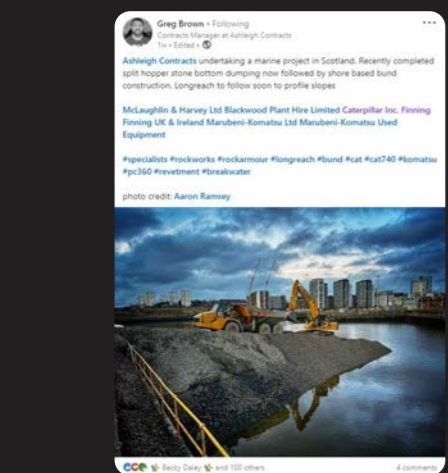 Greg Brown • Following
Contracts Manager at Ashleigh Contracts
1w • Edited •
Ashleigh Contracts undertaking a marine project in Scotland. Recently completed
split hopper stone bottom dumping now followed by shore based bund
construction. Longreach to follow soon to profile slopes
McLaughlin & Harvey Ltd Blackwood Plant Hire Limited Caterpillar Inc. Finning
Finning UK & Ireland Marubeni-Komatsu Ltd Marubeni-Komatsu Used
Equipment
#specialists #rockworks #rockarmour #longreach #bund #cat #cat740 #komatsu
#pc360 #revetment #breakwater
photo credit: Aaron Ramsey
Becky Daley and 100 others
4 comments